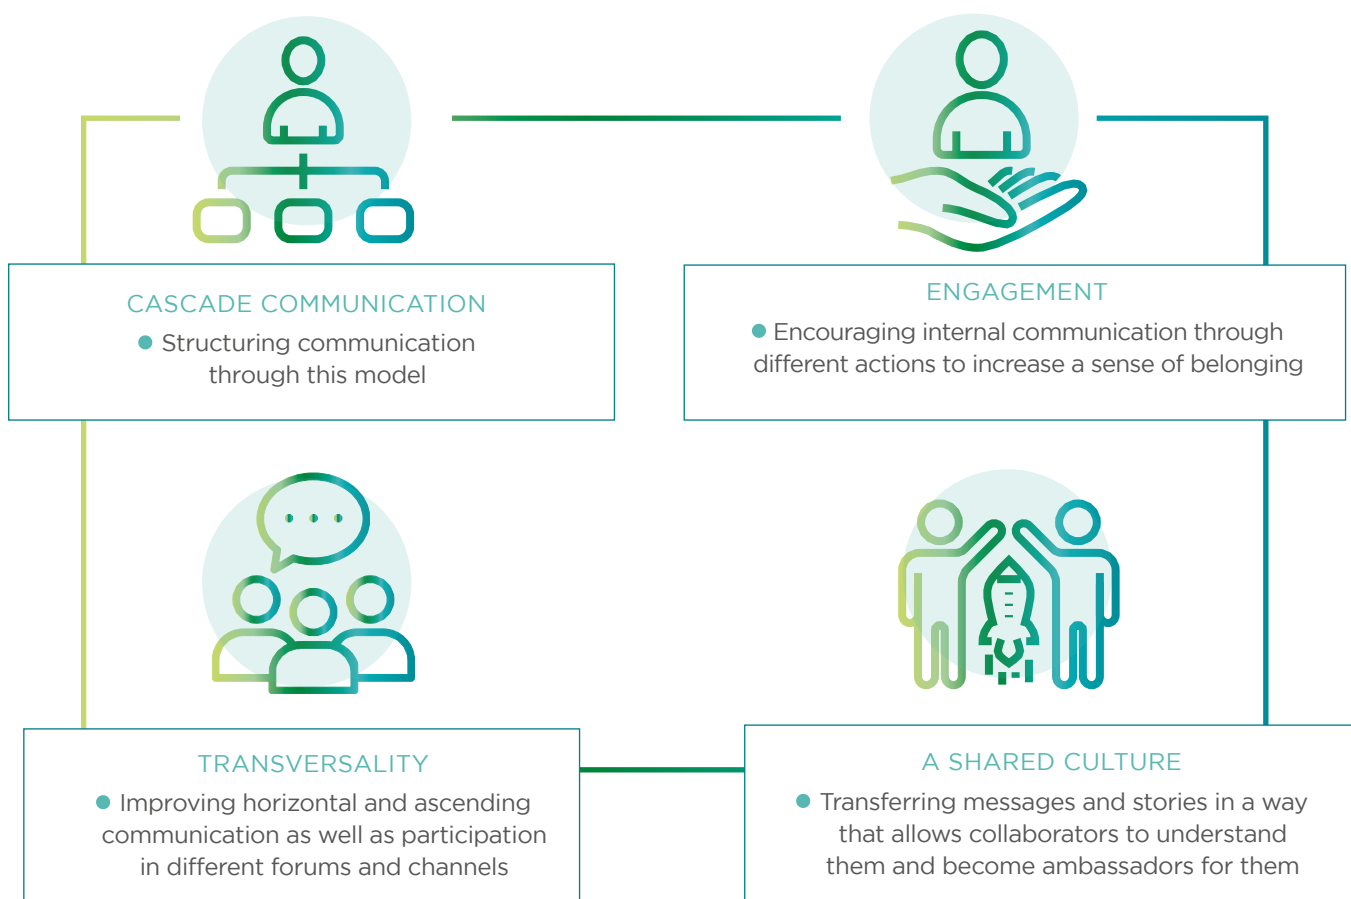 CASCADE COMMUNICATION
● Structuring communication
through this model
ENGAGEMENT
● Encouraging internal communication through
different actions to increase a sense of belonging
TRANSVERSALITY
● Improving horizontal and ascending
communication as well as participation
in different forums and channels
A SHARED CULTURE
● Transferring messages and stories in a way
that allows collaborators to understand
them and become ambassadors for them